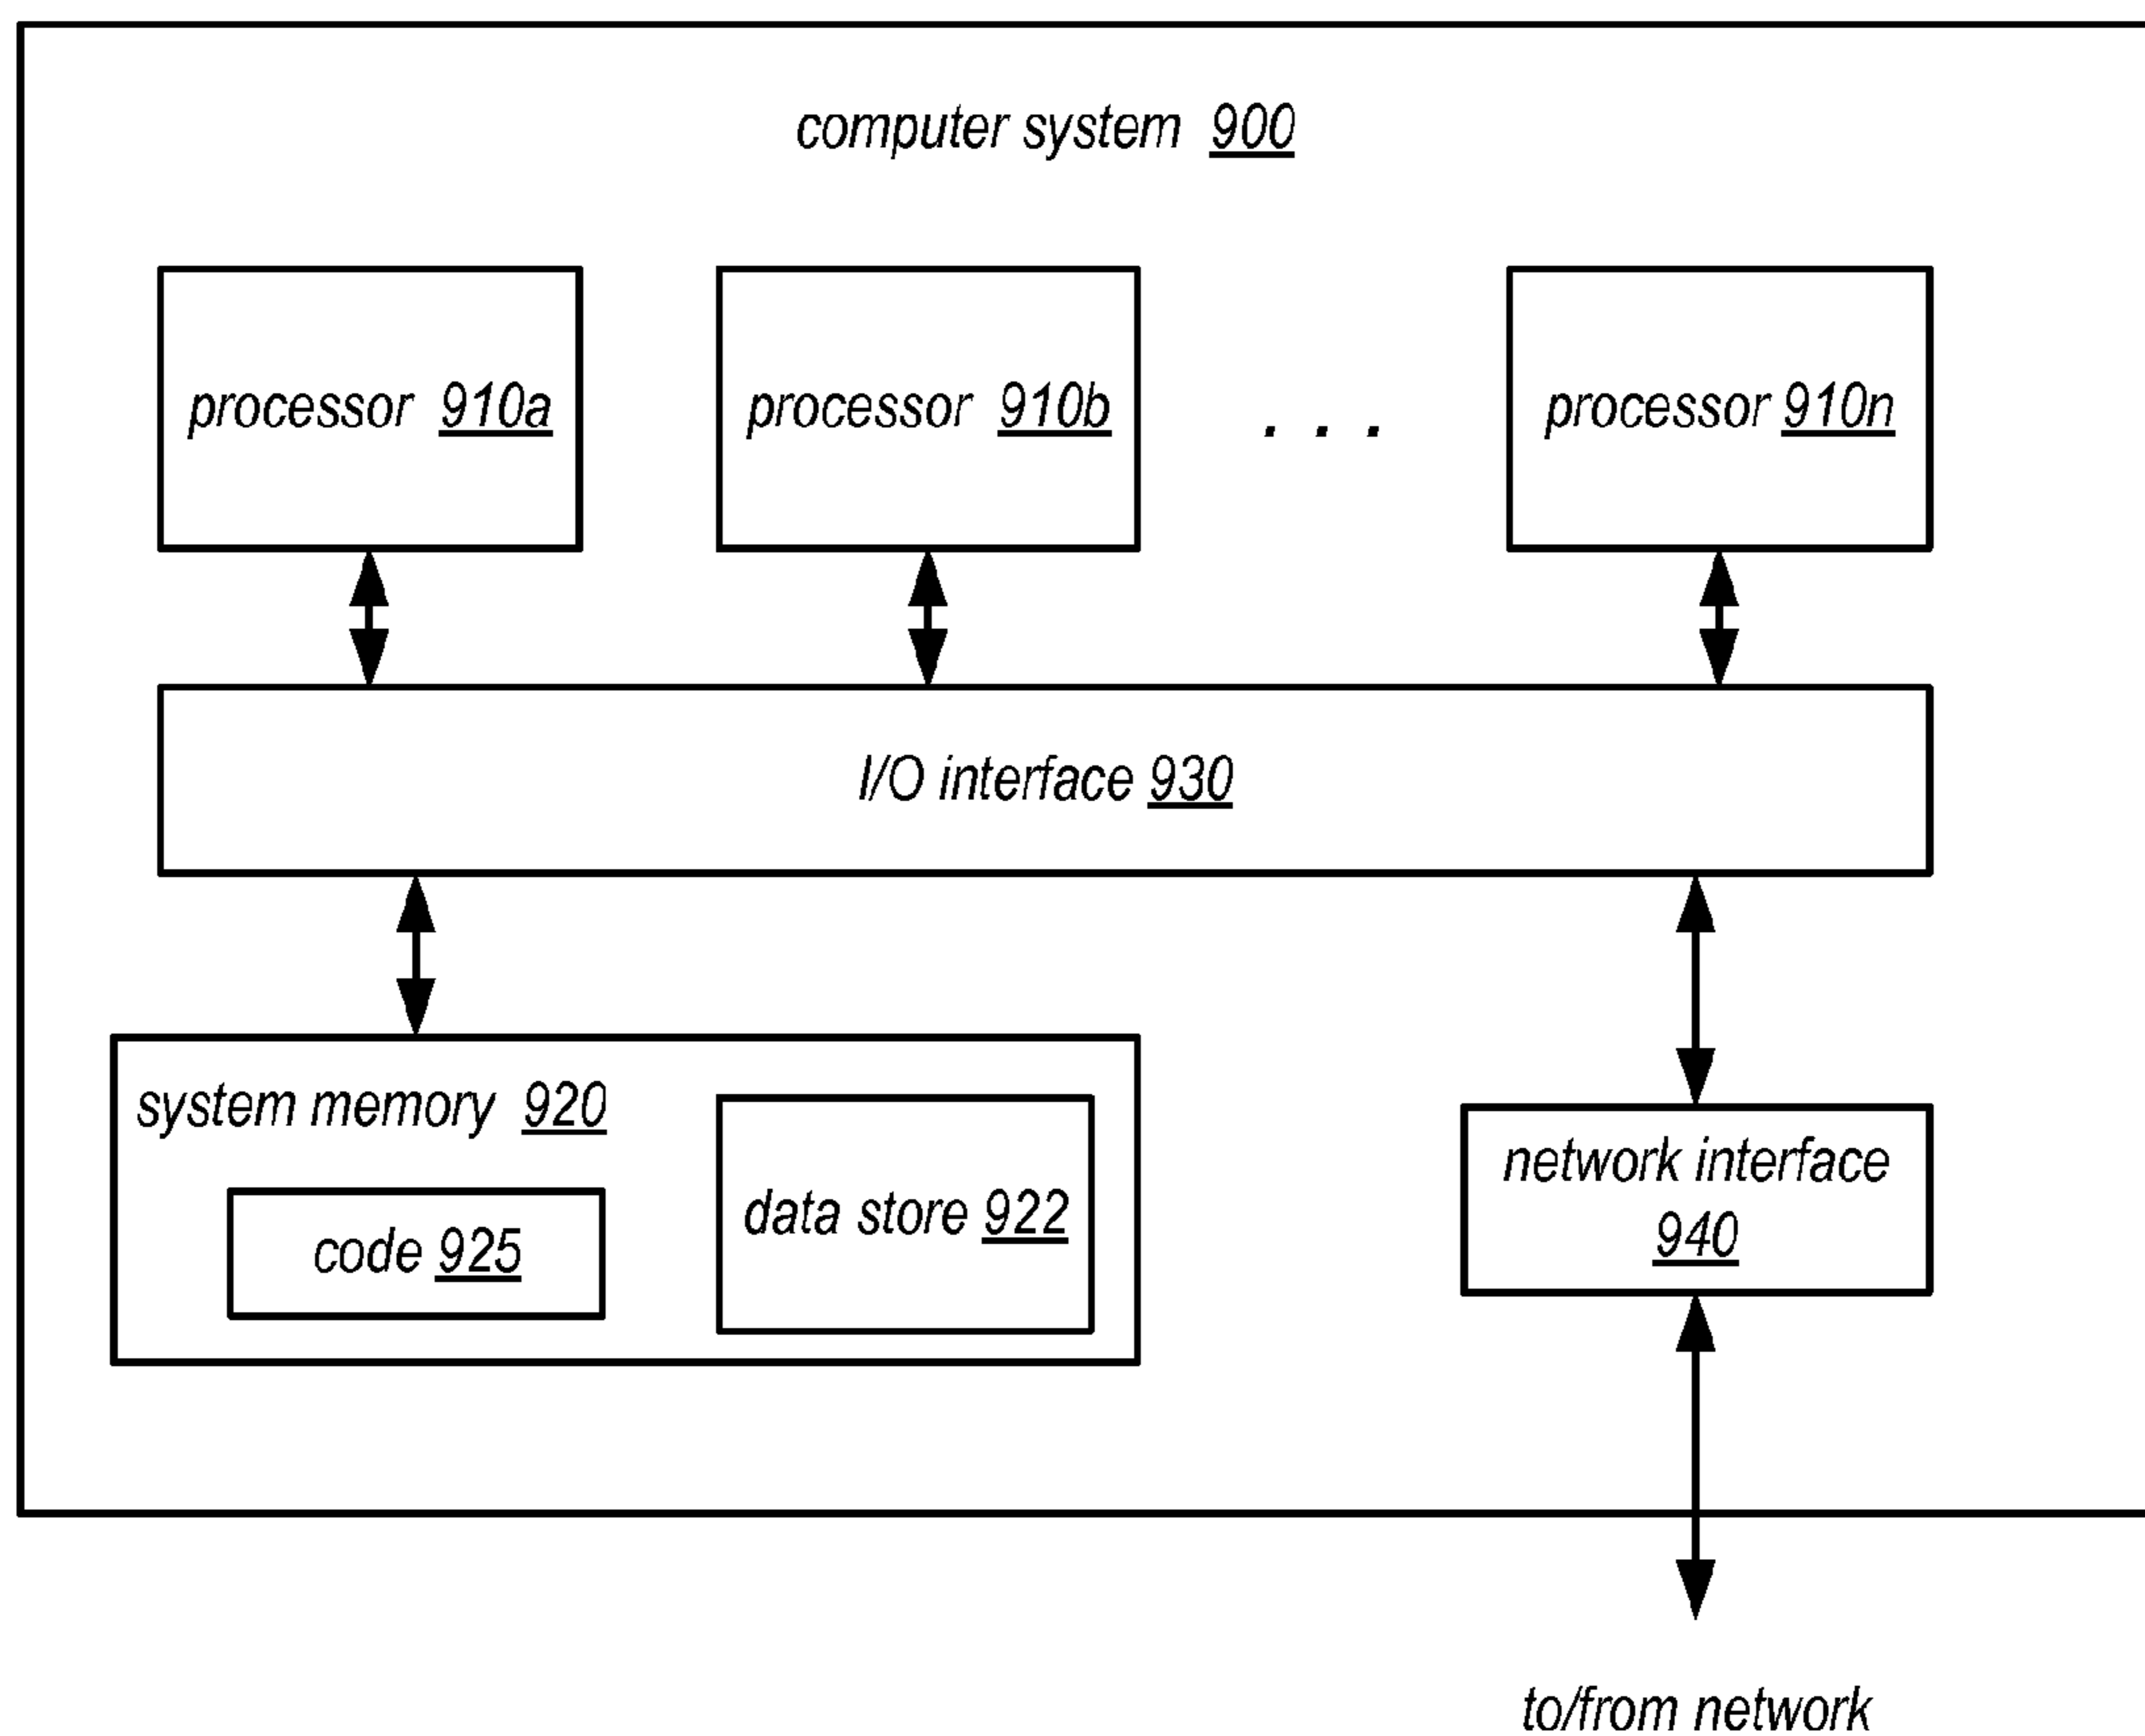 computer system 900
processor 910a
processor 910b
. . .
processor 910n
I/O interface 930
system memory 920
code 925
data store 922
network interface
940
to/from network